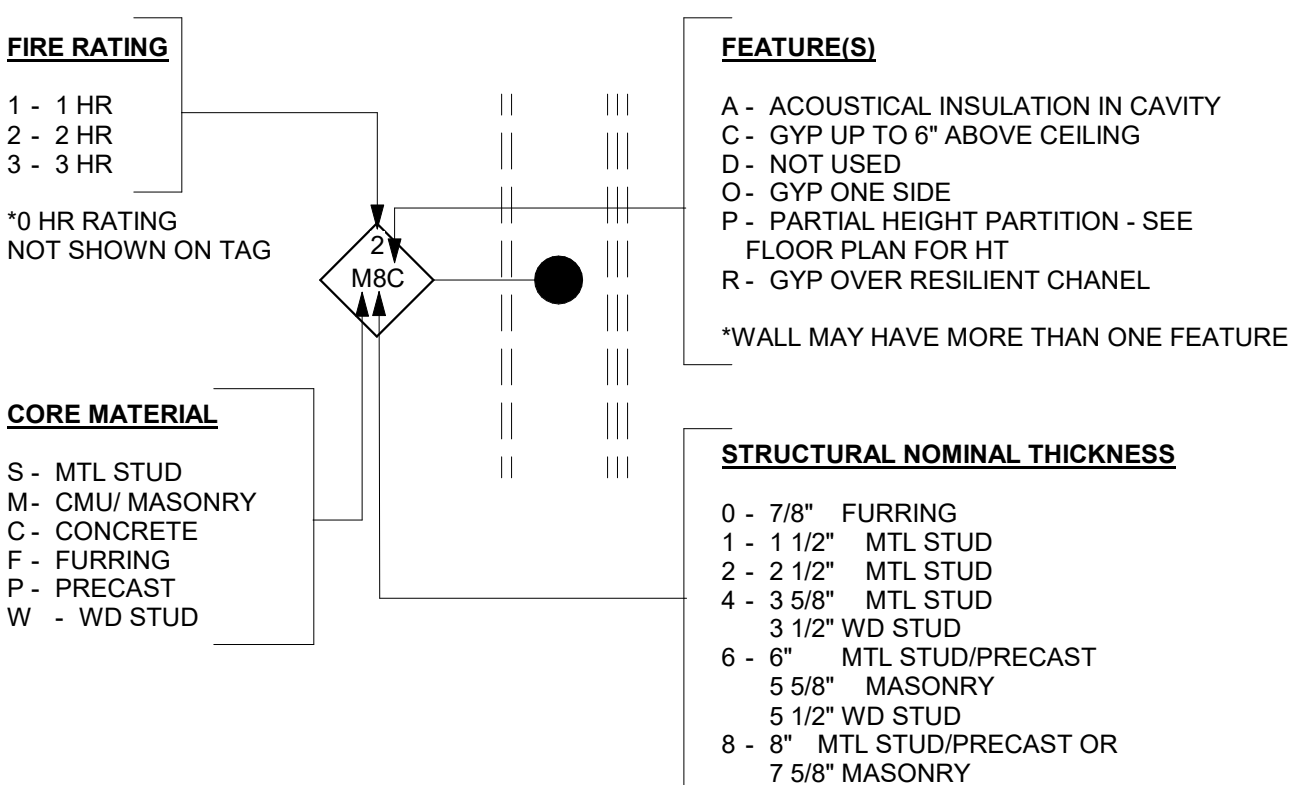 FIRE RATING
1 - 1 HR
2 - 2 HR
3 - 3 HR
*0 HR RATING
NOT SHOWN ON TAG
2
M8C
CORE MATERIAL
S - MTL STUD
M - CMU/ MASONRY
C - CONCRETE
F - FURRING
P - PRECAST
W - WD STUD
FEATURE(S)
A - ACOUSTICAL INSULATION IN CAVITY
C - GYP UP TO 6" ABOVE CEILING
D - NOT USED
O - GYP ONE SIDE
P - PARTIAL HEIGHT PARTITION - SEE
FLOOR PLAN FOR HT
R - GYP OVER RESILIENT CHANEL
*WALL MAY HAVE MORE THAN ONE FEATURE
STRUCTURAL NOMINAL THICKNESS
0 - 7/8" FURRING
1 - 1 1/2" MTL STUD
2 - 2 1/2" MTL STUD
4 - 3 5/8" MTL STUD
3 1/2" WD STUD
6 - 6" MTL STUD/PRECAST
5 5/8" MASONRY
5 1/2" WD STUD
8 - 8" MTL STUD/PRECAST OR
7 5/8" MASONRY